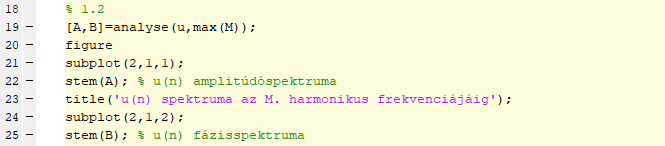 18 % 1.2
19 - [A,B]=analyse(u,max(M));
20 - figure
21 - subplot(2,1,1);
22 - stem(A); % u(n) amplitúdóspektruma
23 - title('u(n) spektruma az M. harmonikus frekvenciájáig');
24 - subplot(2,1,2);
25 - stem(B); % u(n) fázisspektruma